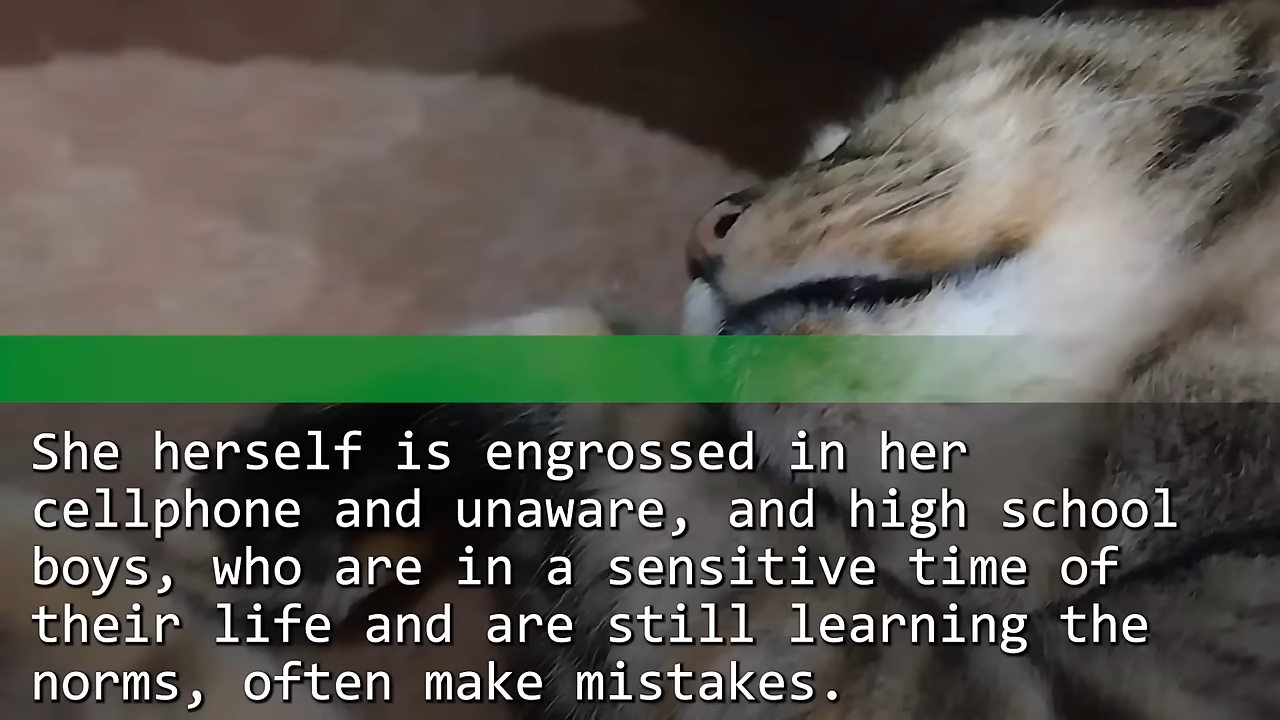 She herself is engrossed in her
cellphone and unaware, and high school
boys, who are in a sensitive time of
their life and are still learning the
norms, often make mistakes.